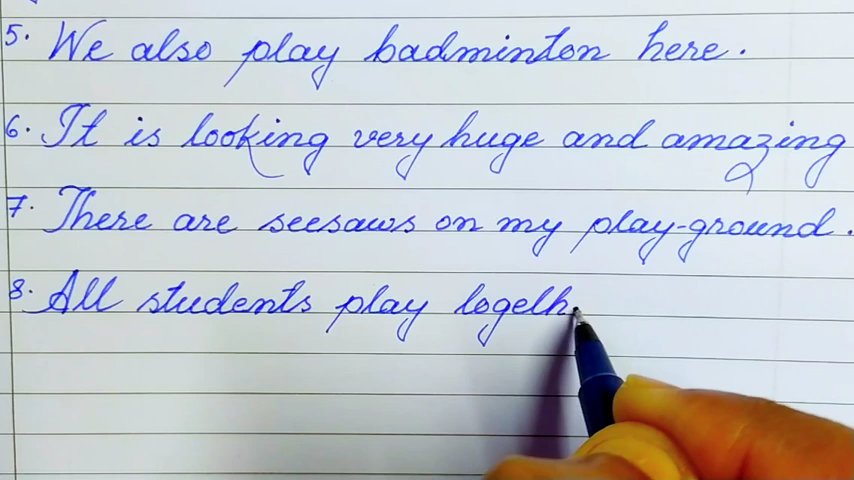 5. We also play badminton here.
6. It is looking very huge and amazing
7. There are seesaws on my play-ground.
8. All students play togeth